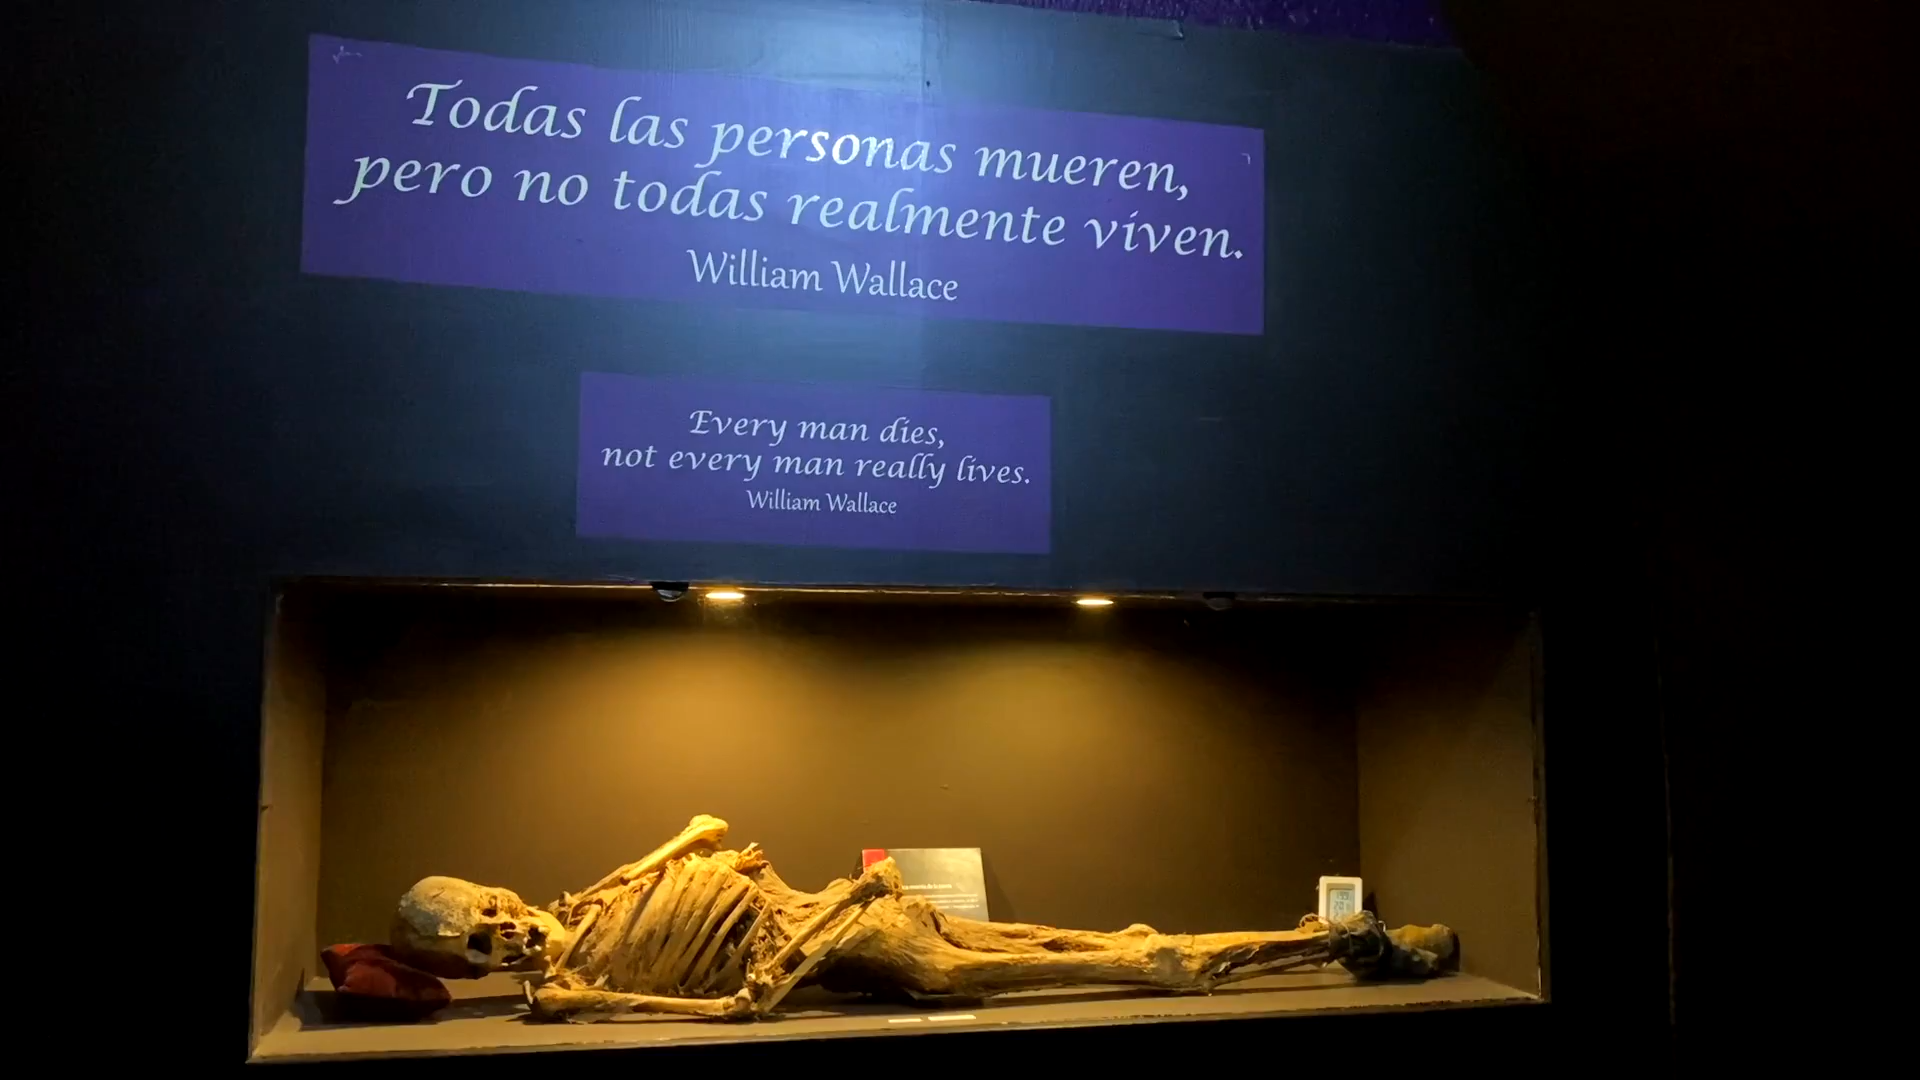 Todas las personas mueren,
pero no todas realmente viven.
William Wallace
Every man dies,
not every man really lives.
William Wallace